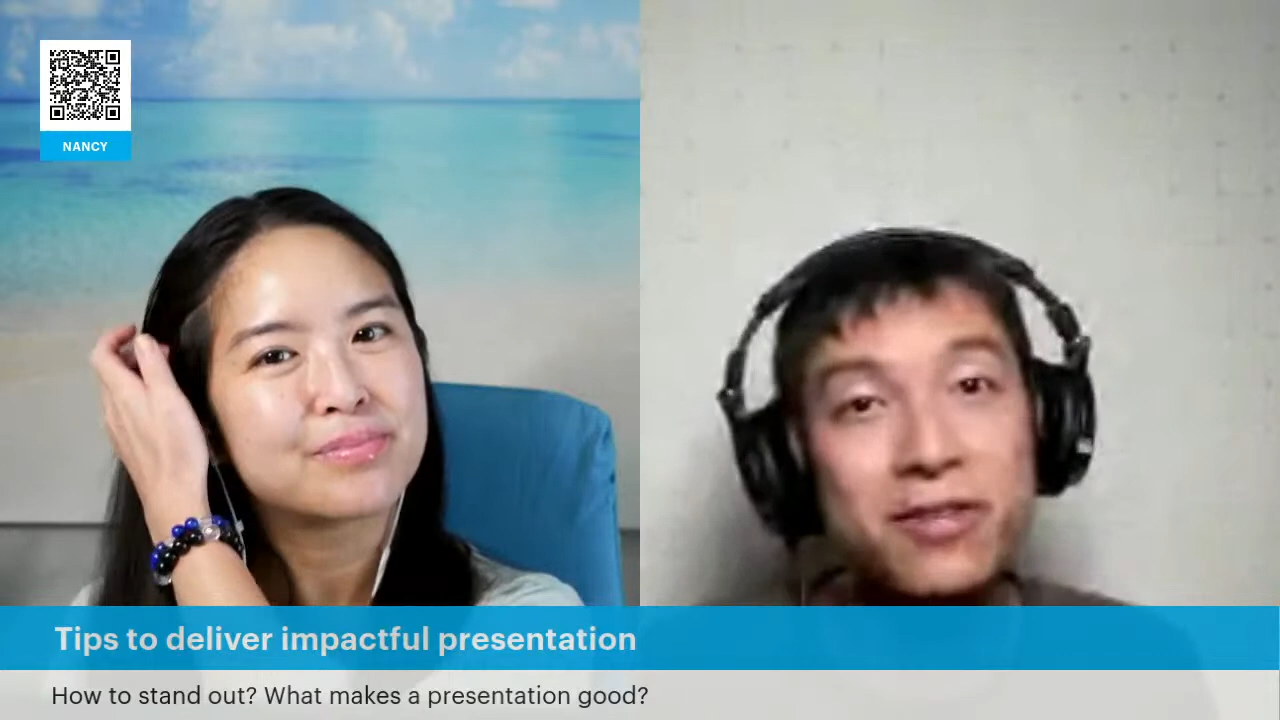 NANCY
Tips to deliver impactful presentation
How to stand out? What makes a presentation good?